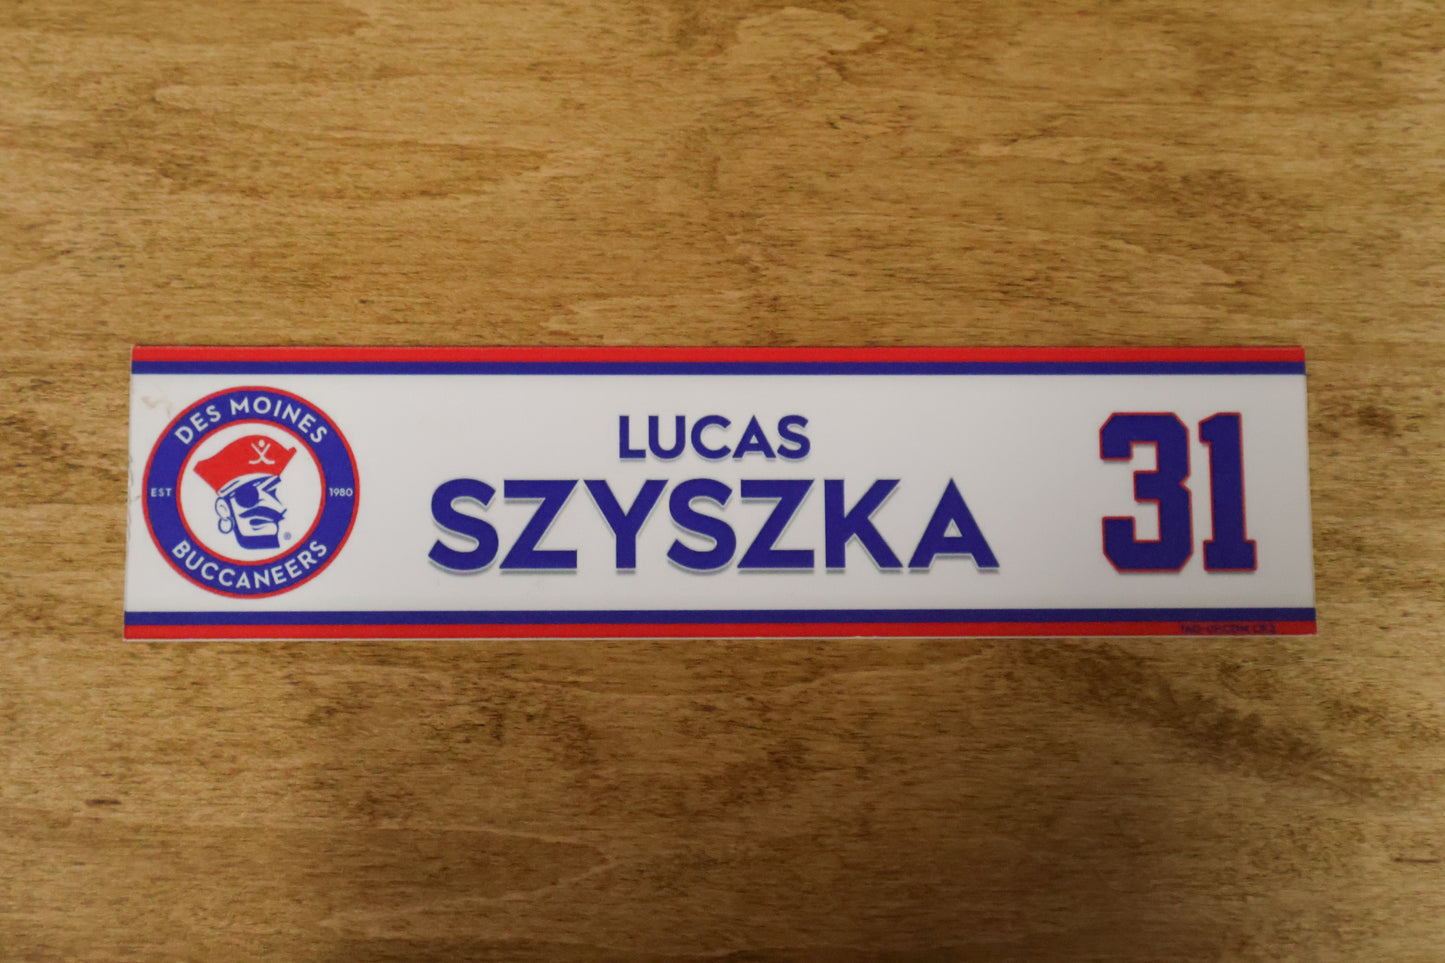 DES MOINES
EST 1980
BUCCANEERS
LUCAS
SZYSZKA
31